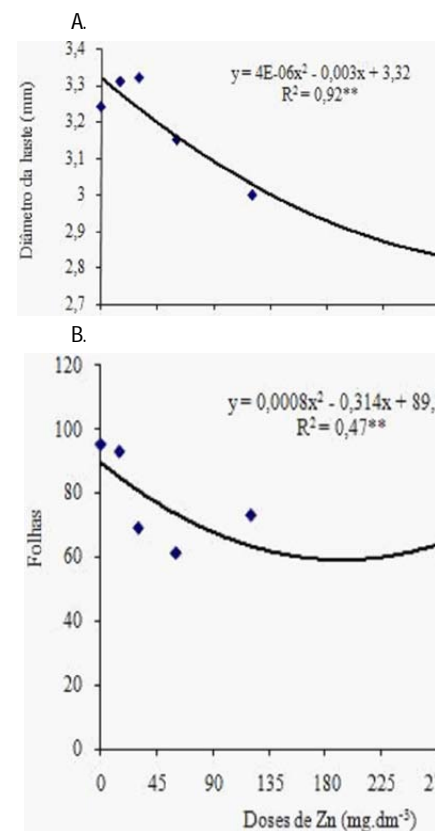 A.
3,4
3,3
3,2
3,1
3
2,9
2,8
2,7
Diâmetro da haste (mm)
y = 4E-06x² - 0,003x + 3,32
R² = 0,92**
B.
120
100
80
60
40
20
0
Folhas
y = 0,0008x² - 0,314x + 89,
R² = 0,47**
0 45 90 135 180 225 2
Doses de Zn (mg.dm⁻³)